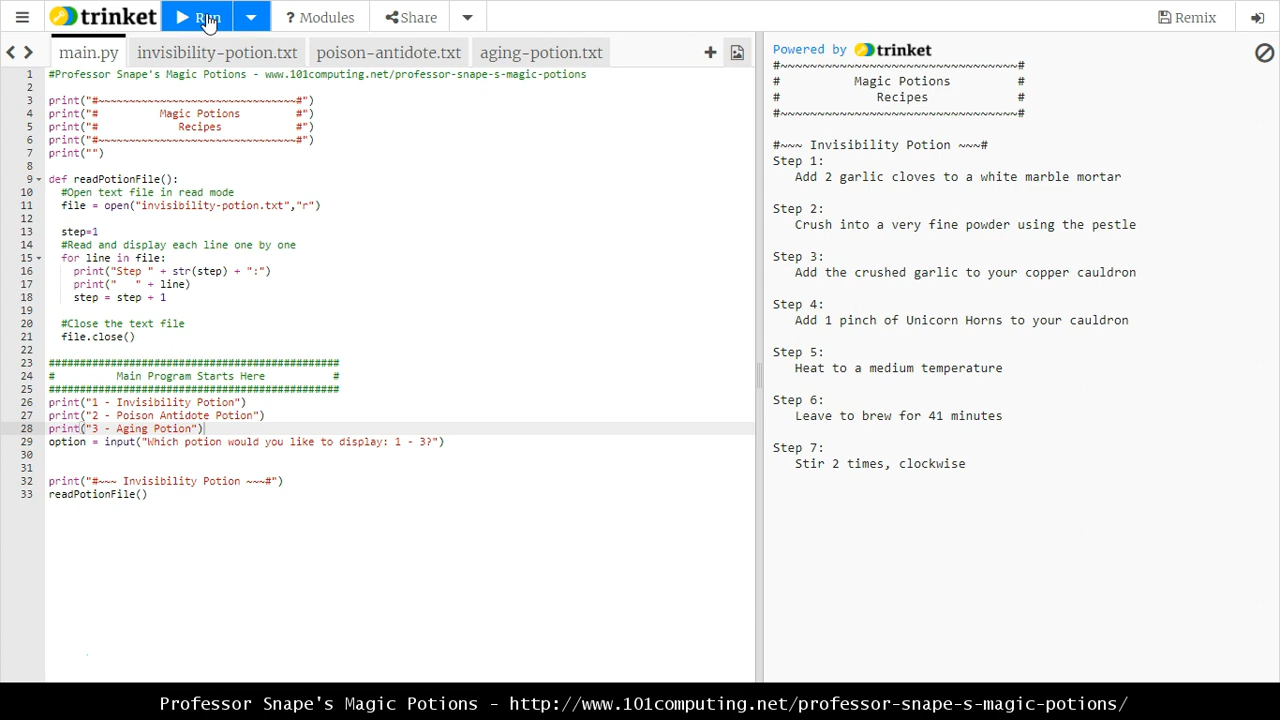 trinket
Run
? Modules
Share
Remix
main.py
invisibility-potion.txt
poison-antidote.txt
aging-potion.txt
1 #Professor Snape's Magic Potions - www.101computing.net/professor-snape-s-magic-potions
2
3 print("#~~~~~~~~~~~~~~~~~~~~~~~~~~~~~~~~#")
4 print("#          Magic Potions         #")
5 print("#             Recipes            #")
6 print("#~~~~~~~~~~~~~~~~~~~~~~~~~~~~~~~~#")
7 print("")
8
9 def readPotionFile():
10   #Open text file in read mode
11   file = open("invisibility-potion.txt","r")
12
13   step=1
14   #Read and display each line one by one
15   for line in file:
16     print("Step " + str(step) + ":")
17     print("   " + line)
18     step = step + 1
19
20   #Close the text file
21   file.close()
22
23 ###############################################
24 #          Main Program Starts Here           #
25 ###############################################
26 print("1 - Invisibility Potion")
27 print("2 - Poison Antidote Potion")
28 print("3 - Aging Potion")
29 option = input("Which potion would you like to display: 1 - 3?")
30
31
32 print("#~~~ Invisibility Potion ~~~#")
33 readPotionFile()
Powered by trinket
#~~~~~~~~~~~~~~~~~~~~~~~~~~~~~~~~#
#          Magic Potions         #
#             Recipes            #
#~~~~~~~~~~~~~~~~~~~~~~~~~~~~~~~~#
#~~~ Invisibility Potion ~~~#
Step 1:
   Add 2 garlic cloves to a white marble mortar
Step 2:
   Crush into a very fine powder using the pestle
Step 3:
   Add the crushed garlic to your copper cauldron
Step 4:
   Add 1 pinch of Unicorn Horns to your cauldron
Step 5:
   Heat to a medium temperature
Step 6:
   Leave to brew for 41 minutes
Step 7:
   Stir 2 times, clockwise
Professor Snape's Magic Potions - http://www.101computing.net/professor-snape-s-magic-potions/